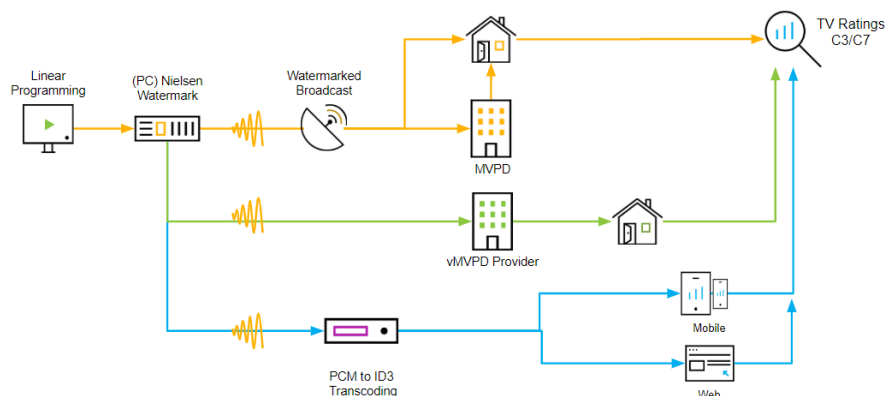 TV Ratings
C3/C7
Linear
Programming
(PC) Nielsen
Watermark
Watermarked
Broadcast
MVPD
vMVPD Provider
Mobile
PCM to ID3
Transcoding
Web